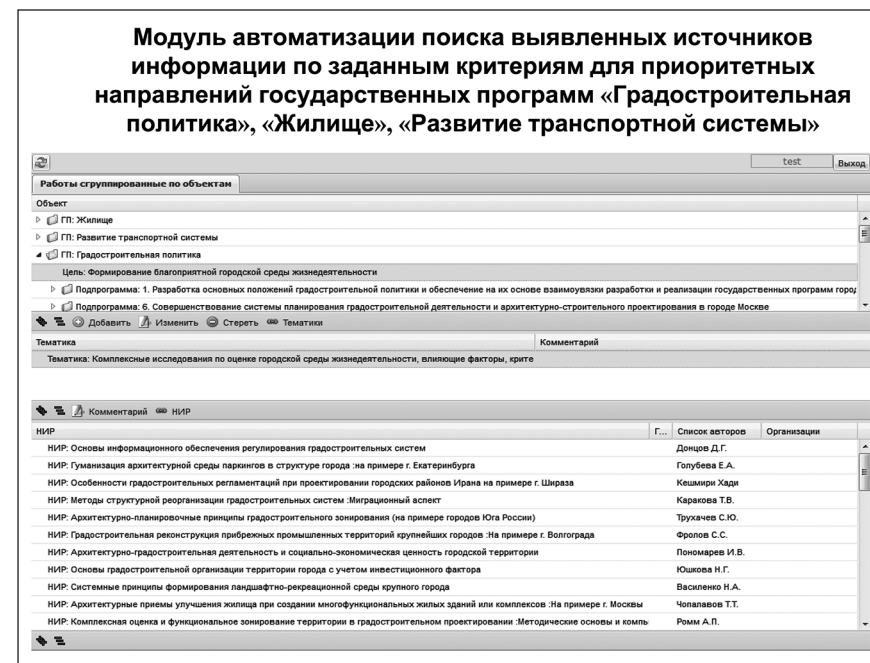 Модуль автоматизации поиска выявленных источников
информации по заданным критериям для приоритетных
направлений государственных программ «Градостроительная
политика», «Жилище», «Развитие транспортной системы»
test Выход
Работы сгруппированные по объектам
Объект
ГП: Жилище
ГП: Развитие транспортной системы
ГП: Градостроительная политика
Цель: Формирование благоприятной городской среды жизнедеятельности
Подпрограмма: 1. Разработка основных положений градостроительной политики и обеспечение на их основе взаимоувязки разработки и реализации государственных программ горо
Подпрограмма: 6. Совершенствование системы планирования градостроительной деятельности и архитектурно-строительного проектирования в городе Москве
Добавить Изменить Стереть Тематики
Тематика Комментарий
Тематика: Комплексные исследования по оценке городской среды жизнедеятельности, влияющие факторы, крите
Комментарий НИР
НИР Г... Список авторов Организации
НИР: Основы информационного обеспечения регулирования градостроительных систем Донцов Д.Г.
НИР: Гуманизация архитектурной среды паркингов в структуре города :на примере г. Екатеринбурга Голубева Е.А.
НИР: Особенности градостроительных регламентаций при проектировании городских районов Ирана на примере г. Шираза Кешмири Хади
НИР: Методы структурной реорганизации градостроительных систем :Миграционный аспект Каракова Т.В.
НИР: Архитектурно-планировочные принципы градостроительного зонирования (на примере городов Юга России) Трухачев С.Ю.
НИР: Градостроительная реконструкция прибрежных промышленных территорий крупнейших городов :На примере г. Волгограда Фролов С.С.
НИР: Архитектурно-градостроительная деятельность и социально-экономическая ценность городской территории Пономарев И.В.
НИР: Основы градостроительной организации территории города с учетом инвестиционного фактора Юшкова Н.Г.
НИР: Системные принципы формирования ландшафтно-рекреационной среды крупного города Василенко Н.А.
НИР: Архитектурные приемы улучшения жилища при создании многофункциональных жилых зданий или комплексов :На примере г. Москвы Чопалавов Т.Т.
НИР: Комплексная оценка и функциональное зонирование территории в градостроительном проектировании :Методические основы и компь Ромм А.П.